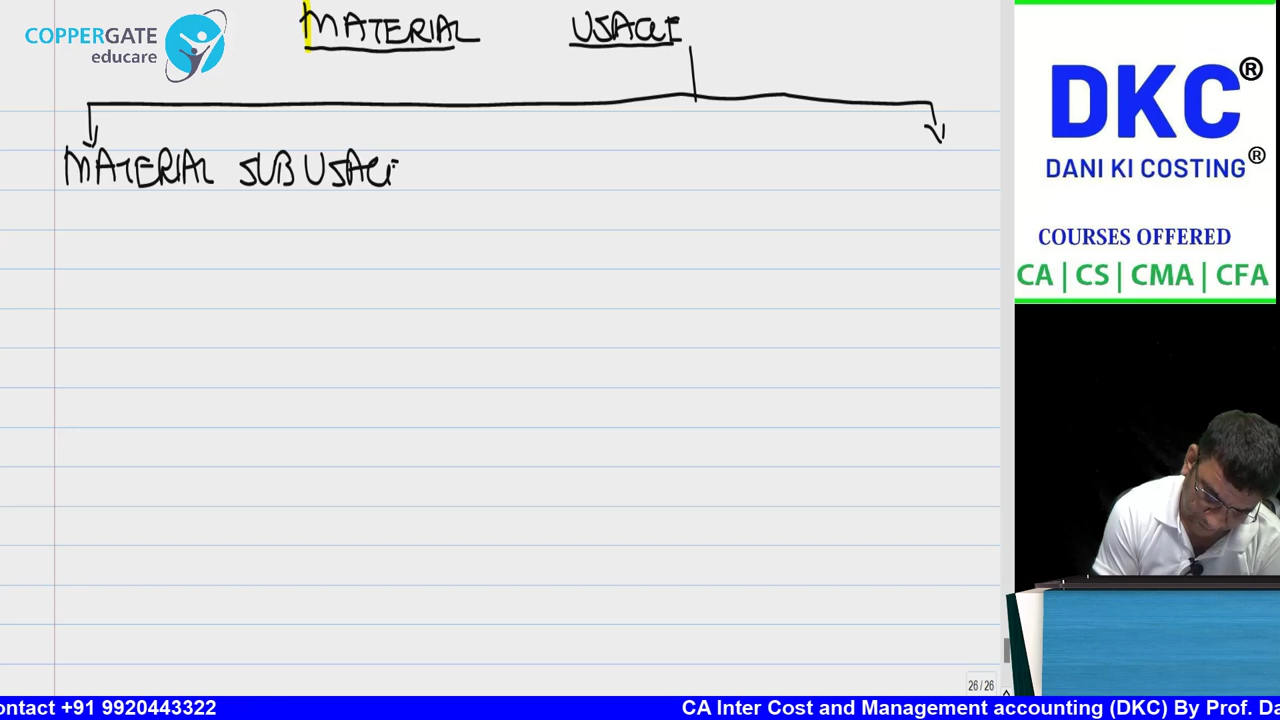 COPPERGATE
educare
MATERIAL USAGE
MATERIAL SUB USAGE
DKC®
DANI KI COSTING®
COURSES OFFERED
CA | CS | CMA | CFA
26 / 26
ontact +91 9920443322
CA Inter Cost and Management accounting (DKC) By Prof. Da